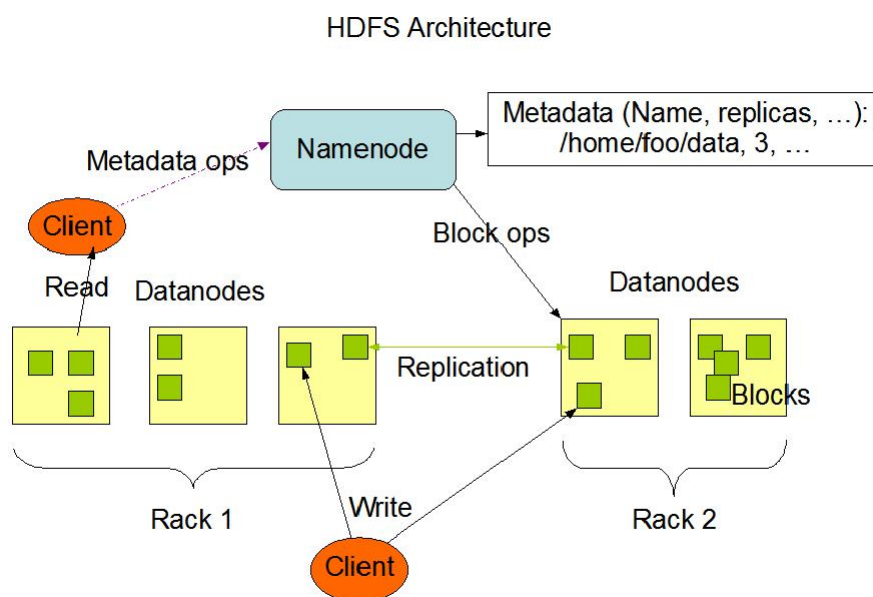 HDFS Architecture
Metadata (Name, replicas, …):
/home/foo/data, 3, …
Namenode
Metadata ops
Client
Block ops
Read
Datanodes
Datanodes
Replication
Blocks
Write
Rack 1
Rack 2
Client